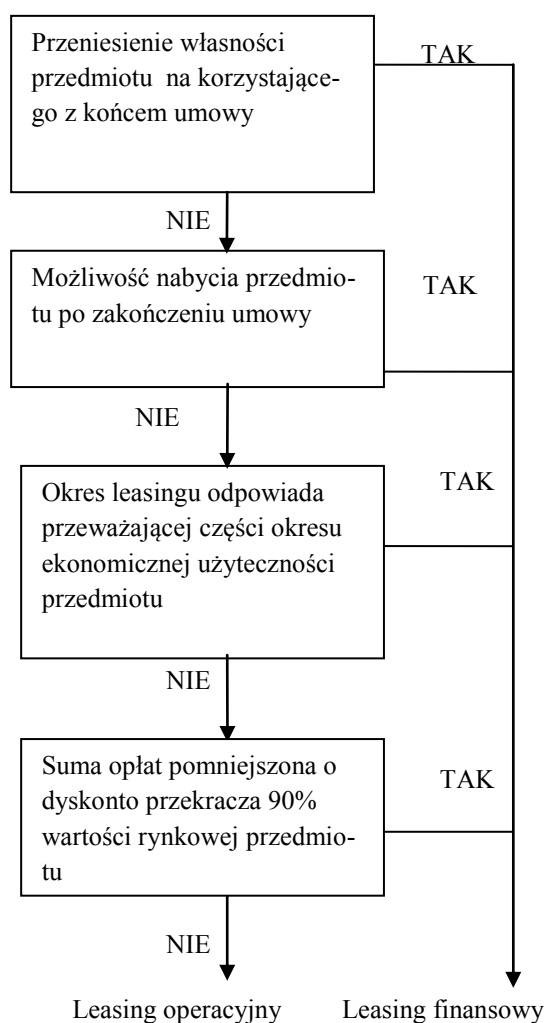 Przeniesienie własności
przedmiotu na korzystające-
go z końcem umowy
TAK
NIE
Możliwość nabycia przedmio-
tu po zakończeniu umowy
TAK
NIE
Okres leasingu odpowiada
przeważającej części okresu
ekonomicznej użyteczności
przedmiotu
TAK
NIE
Suma opłat pomniejszona o
dyskonto przekracza 90%
wartości rynkowej przedmio-
tu
TAK
NIE
Leasing operacyjny
Leasing finansowy